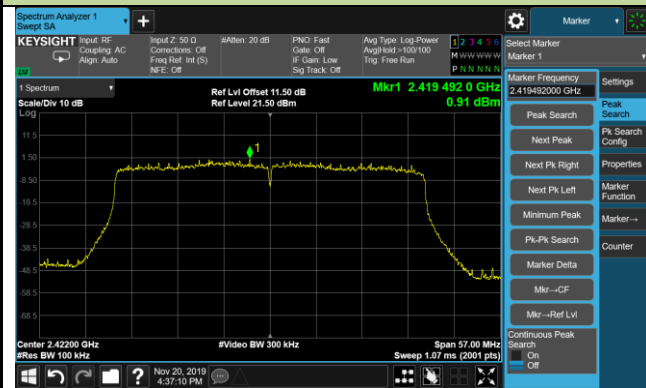 Spectrum Analyzer 1
Swept SA
KEYSIGHT
Input: RF
Coupling: AC
Align: Auto
Input Z: 50 Ω
Corrections: Off
Freq Ref: Int (S)
NFE: Off
#Atten: 20 dB
PNO: Fast
Gate: Off
IF Gain: Low
Sig Track: Off
Avg Type: Log-Power
Avg|Hold:>100/100
Trig: Free Run
1 2 3 4 5 6
M W W W W W
P N N N N N
1 Spectrum
Scale/Div 10 dB
Log
Ref Lvl Offset 11.50 dB
Ref Level 21.50 dBm
Mkr1 2.419 492 0 GHz
0.91 dBm
1
11.5
1.50
-8.50
-18.5
-28.5
-38.5
-48.5
-58.5
-68.5
Center 2.42200 GHz
#Res BW 100 kHz
#Video BW 300 kHz
Span 57.00 MHz
Sweep 1.07 ms (2001 pts)
Nov 20, 2019
4:37:10 PM
Marker
Select Marker
Marker 1
Marker Frequency
2.419492000 GHz
Peak Search
Next Peak
Next Pk Right
Next Pk Left
Minimum Peak
Pk-Pk Search
Marker Delta
Mkr→CF
Mkr→Ref Lvl
Continuous Peak
Search
On
Off
Settings
Peak
Search
Pk Search
Config
Properties
Marker
Function
Marker→
Counter